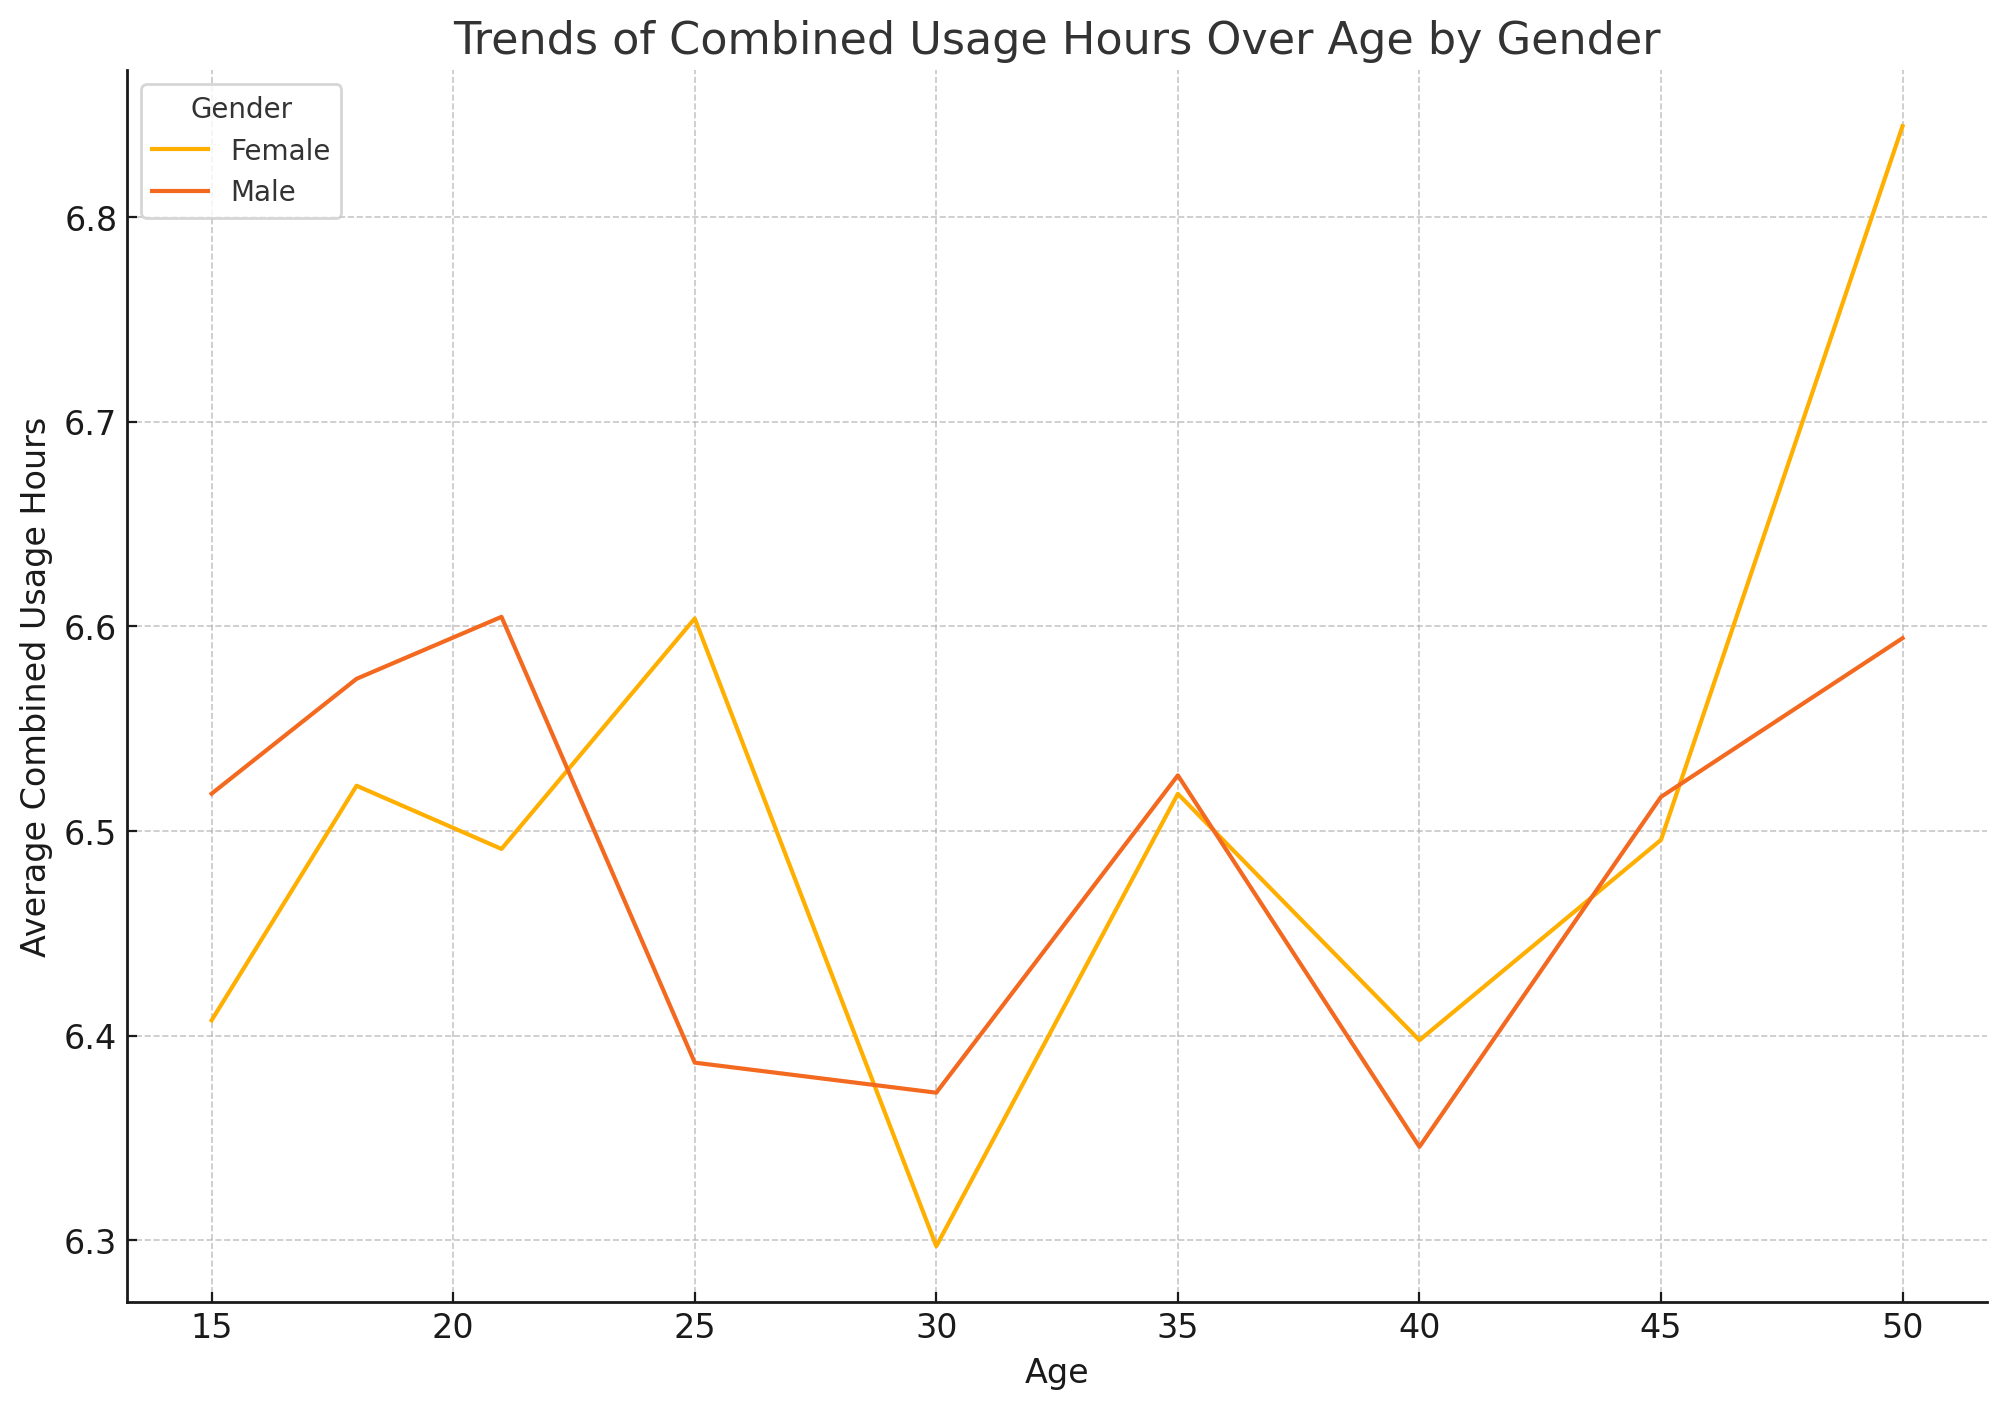 Trends of Combined Usage Hours Over Age by Gender
Gender
Female
Male
Average Combined Usage Hours
6.8
6.7
6.6
6.5
6.4
6.3
15 20 25 30 35 40 45 50
Age